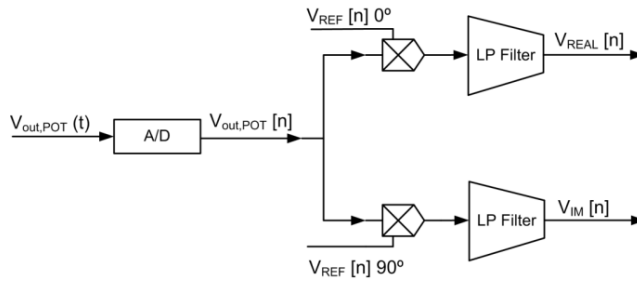 V_REF [n] 0º
LP Filter
V_REAL [n]
V_out,POT (t)
A/D
V_out,POT [n]
LP Filter
V_IM [n]
V_REF [n] 90º